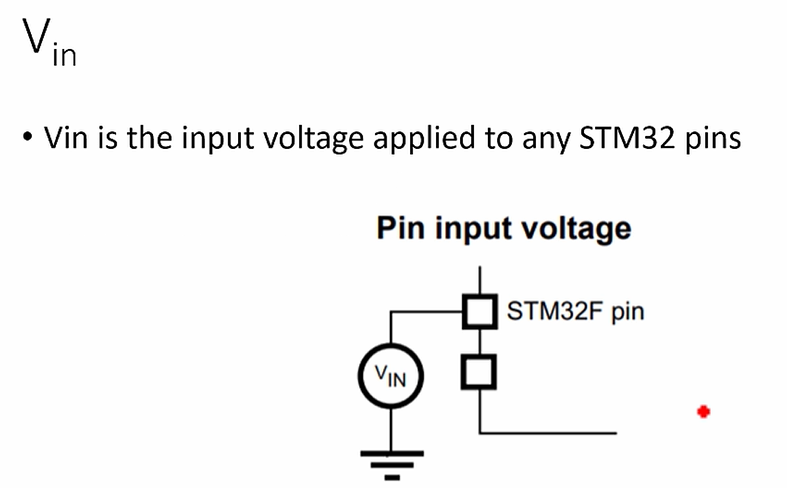 Vin
• Vin is the input voltage applied to any STM32 pins
Pin input voltage
STM32F pin
VIN